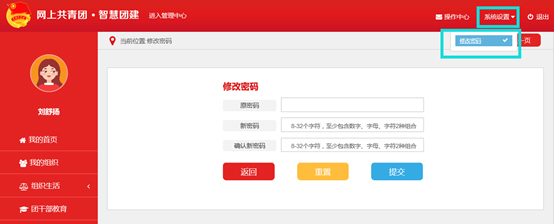 网上共青团·智慧团建 进入管理中心 操作中心 系统设置 退出
当前位置 修改密码 修改密码 一页
刘舒扬
我的首页
我的组织
组织生活
团干部教育
修改密码
原密码
新密码 8-32个字符，至少包含数字、字母、字符2种组合
确认新密码 8-32个字符，至少包含数字、字母、字符2种组合
返回 重置 提交